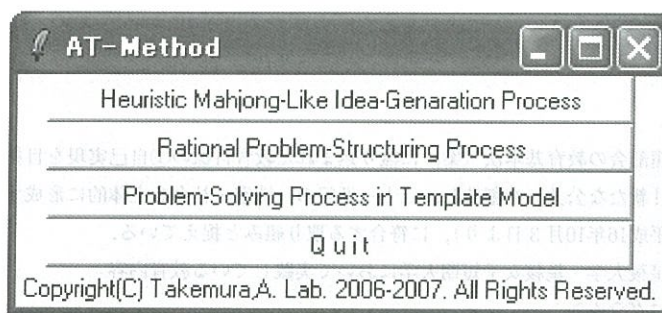 AT-Method
Heuristic Mahjong-Like Idea-Genaration Process
Rational Problem-Structuring Process
Problem-Solving Process in Template Model
Quit
Copyright(C) Takemura,A. Lab. 2006-2007. All Rights Reserved.